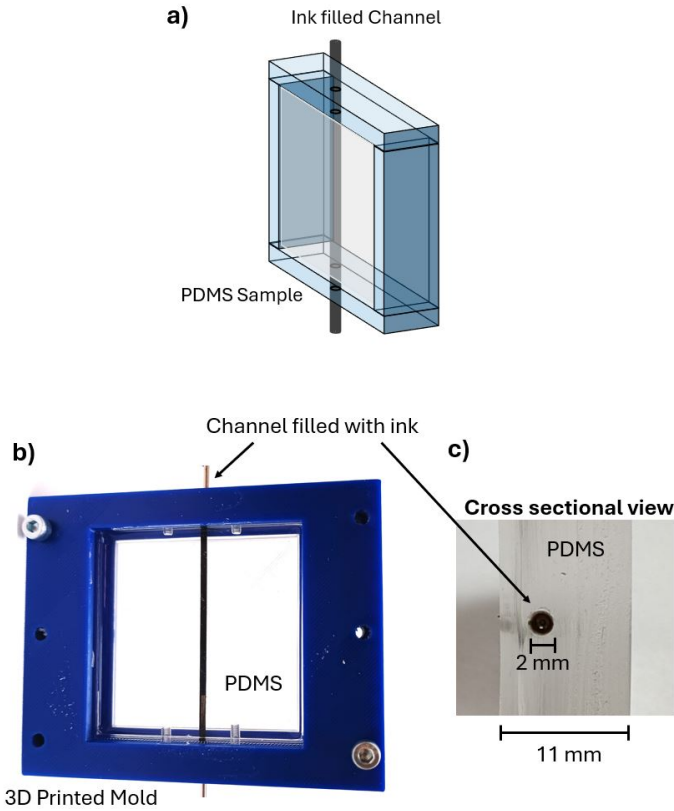 a)
Ink filled Channel
PDMS Sample
Channel filled with ink
b)
c)
Cross sectional view
PDMS
2 mm
PDMS
11 mm
3D Printed Mold